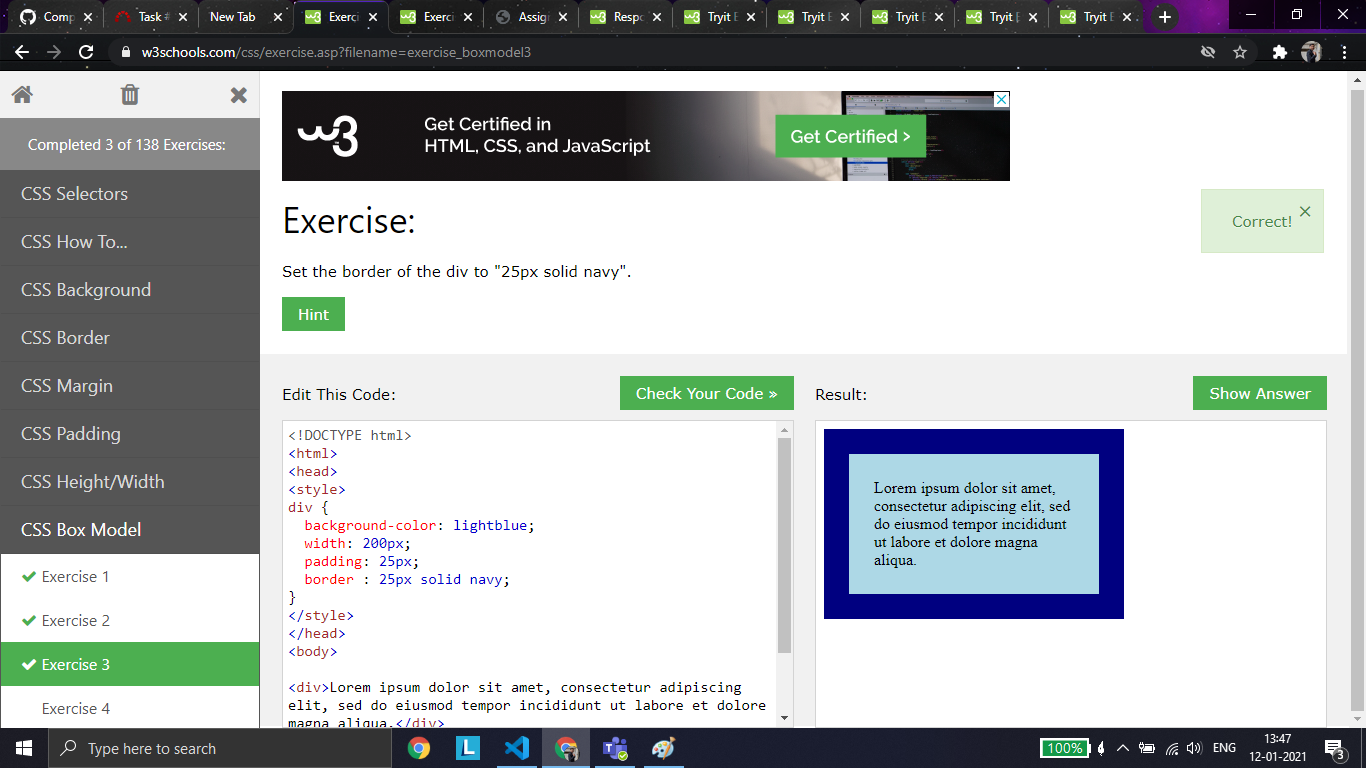 Comp
Task #
New Tab
Exerci
Exerci
Assig
Respo
Tryit E
Tryit E
Tryit E
Tryit E
Tryit E
w3schools.com/css/exercise.asp?filename=exercise_boxmodel3
Completed 3 of 138 Exercises:
CSS Selectors
CSS How To...
CSS Background
CSS Border
CSS Margin
CSS Padding
CSS Height/Width
CSS Box Model
Exercise 1
Exercise 2
Exercise 3
Exercise 4
w3
Get Certified in
HTML, CSS, and JavaScript
Get Certified >
Exercise:
Correct!
Set the border of the div to "25px solid navy".
Hint
Edit This Code:
Check Your Code »
<!DOCTYPE html>
<html>
<head>
<style>
div {
  background-color: lightblue;
  width: 200px;
  padding: 25px;
  border : 25px solid navy;
}
</style>
</head>
<body>
<div>Lorem ipsum dolor sit amet, consectetur adipiscing
elit, sed do eiusmod tempor incididunt ut labore et dolore
magna aliqua.</div>
Result:
Show Answer
Lorem ipsum dolor sit amet,
consectetur adipiscing elit, sed
do eiusmod tempor incididunt
ut labore et dolore magna
aliqua.
Type here to search
L
100%
ENG
13:47
12-01-2021
3